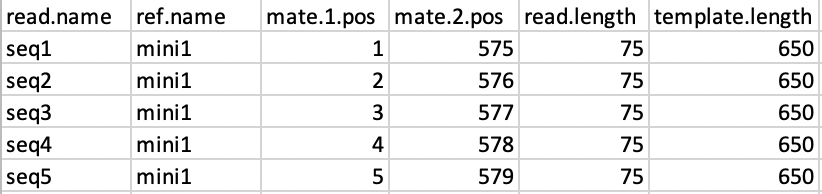 read.name ref.name mate.1.pos mate.2.pos read.length template.length
seq1 mini1 1 575 75 650
seq2 mini1 2 576 75 650
seq3 mini1 3 577 75 650
seq4 mini1 4 578 75 650
seq5 mini1 5 579 75 650